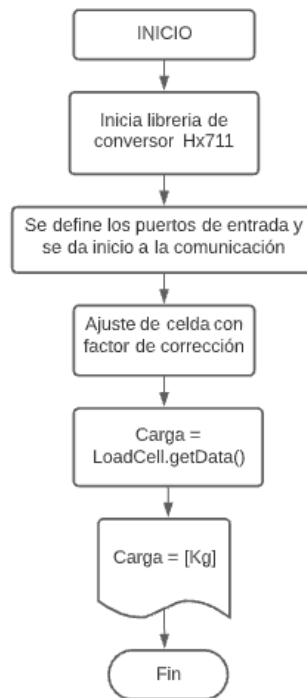 INICIO
Inicia libreria de
conversor Hx711
Se define los puertos de entrada y
se da inicio a la comunicación
Ajuste de celda con
factor de corrección
Carga =
LoadCell.getData()
Carga = [Kg]
Fin